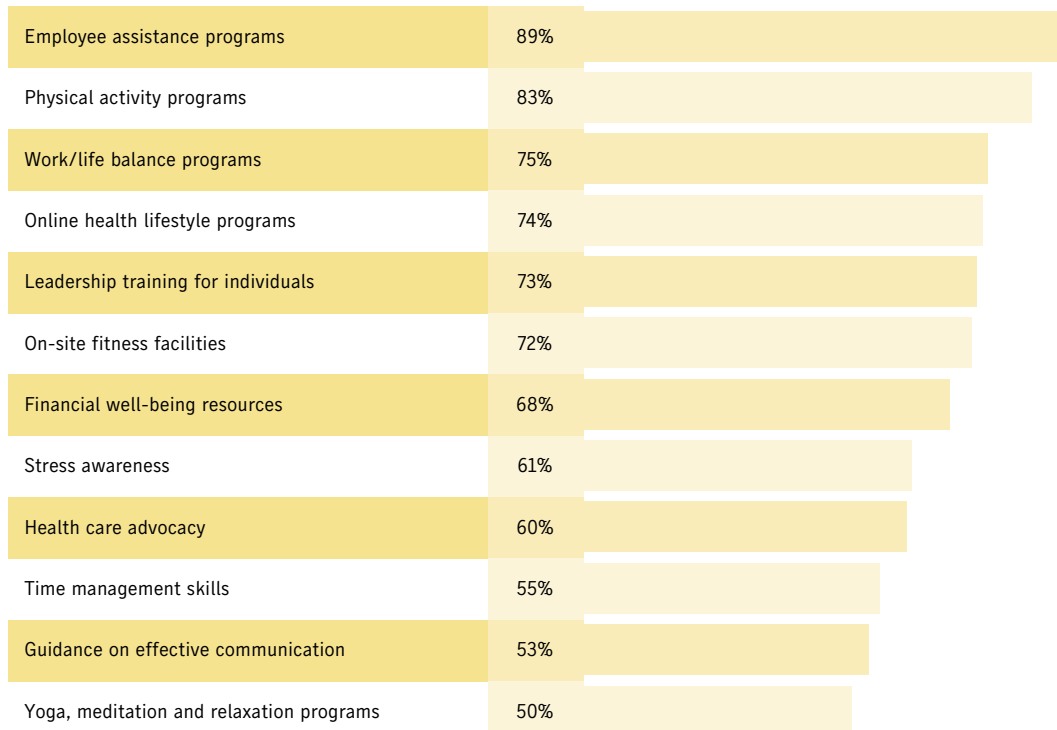 Employee assistance programs 89%
Physical activity programs 83%
Work/life balance programs 75%
Online health lifestyle programs 74%
Leadership training for individuals 73%
On-site fitness facilities 72%
Financial well-being resources 68%
Stress awareness 61%
Health care advocacy 60%
Time management skills 55%
Guidance on effective communication 53%
Yoga, meditation and relaxation programs 50%